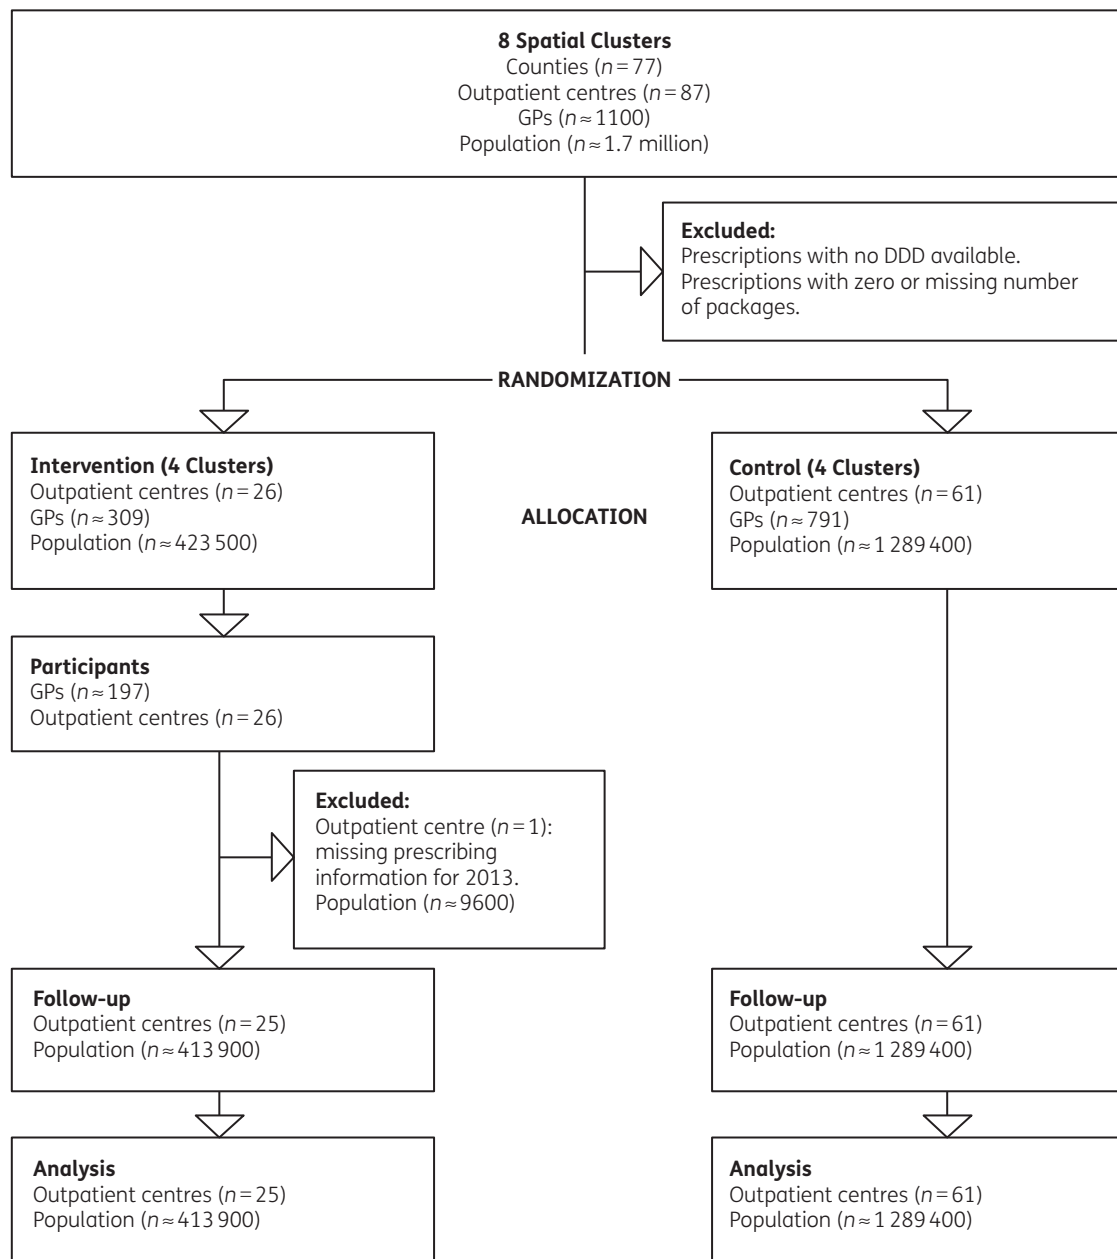 8 Spatial Clusters
Counties (n=77)
Outpatient centres (n=87)
GPs (n≈1100)
Population (n≈1.7 million)
Excluded:
Prescriptions with no DDD available.
Prescriptions with zero or missing number
of packages.
RANDOMIZATION
Intervention (4 Clusters)
Outpatient centres (n=26)
GPs (n≈309)
Population (n≈423 500)
ALLOCATION
Control (4 Clusters)
Outpatient centres (n=61)
GPs (n≈791)
Population (n≈1 289 400)
Participants
GPs (n≈197)
Outpatient centres (n=26)
Excluded:
Outpatient centre (n=1):
missing prescribing
information for 2013.
Population (n≈9600)
Follow-up
Outpatient centres (n=25)
Population (n≈413 900)
Follow-up
Outpatient centres (n=61)
Population (n≈1 289 400)
Analysis
Outpatient centres (n=25)
Population (n≈413 900)
Analysis
Outpatient centres (n=61)
Population (n≈1 289 400)